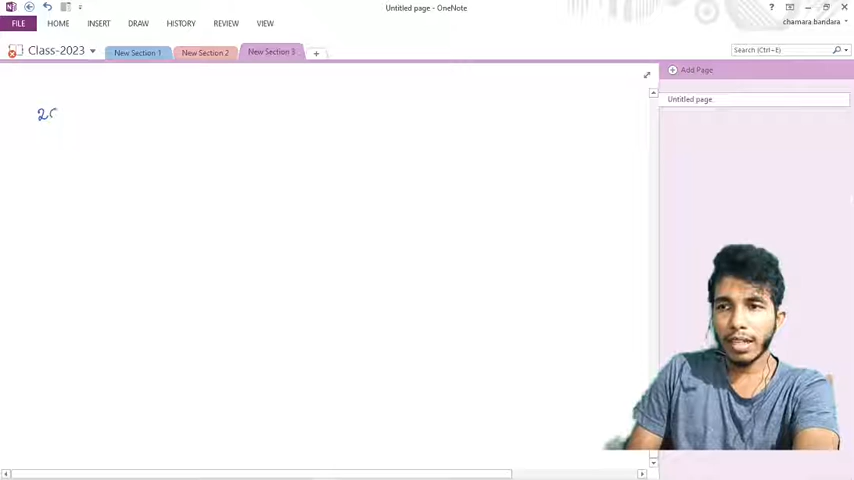 Untitled page - OneNote
FILE HOME INSERT DRAW HISTORY REVIEW VIEW
chamara bandara
Class-2023 New Section 1 New Section 2 New Section 3 +
Search (Ctrl+E)
Add Page
Untitled page